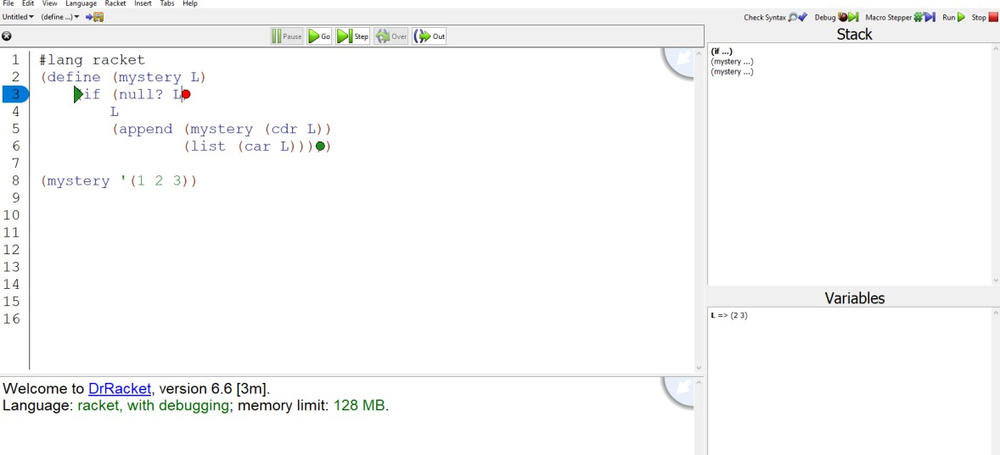 File Edit View Language Racket Insert Tabs Help
Untitled (define ...) Check Syntax Debug Macro Stepper Run Stop
Pause Go Step Over Out
Stack
1 #lang racket
2 (define (mystery L)
3 if (null? L
4 L
5 (append (mystery (cdr L))
6 (list (car L))) )
7
8 (mystery '(1 2 3))
9
10
11
12
13
14
15
16
(if ...)
(mystery ...)
(mystery ...)
Variables
L => (2 3)
Welcome to DrRacket, version 6.6 [3m].
Language: racket, with debugging; memory limit: 128 MB.